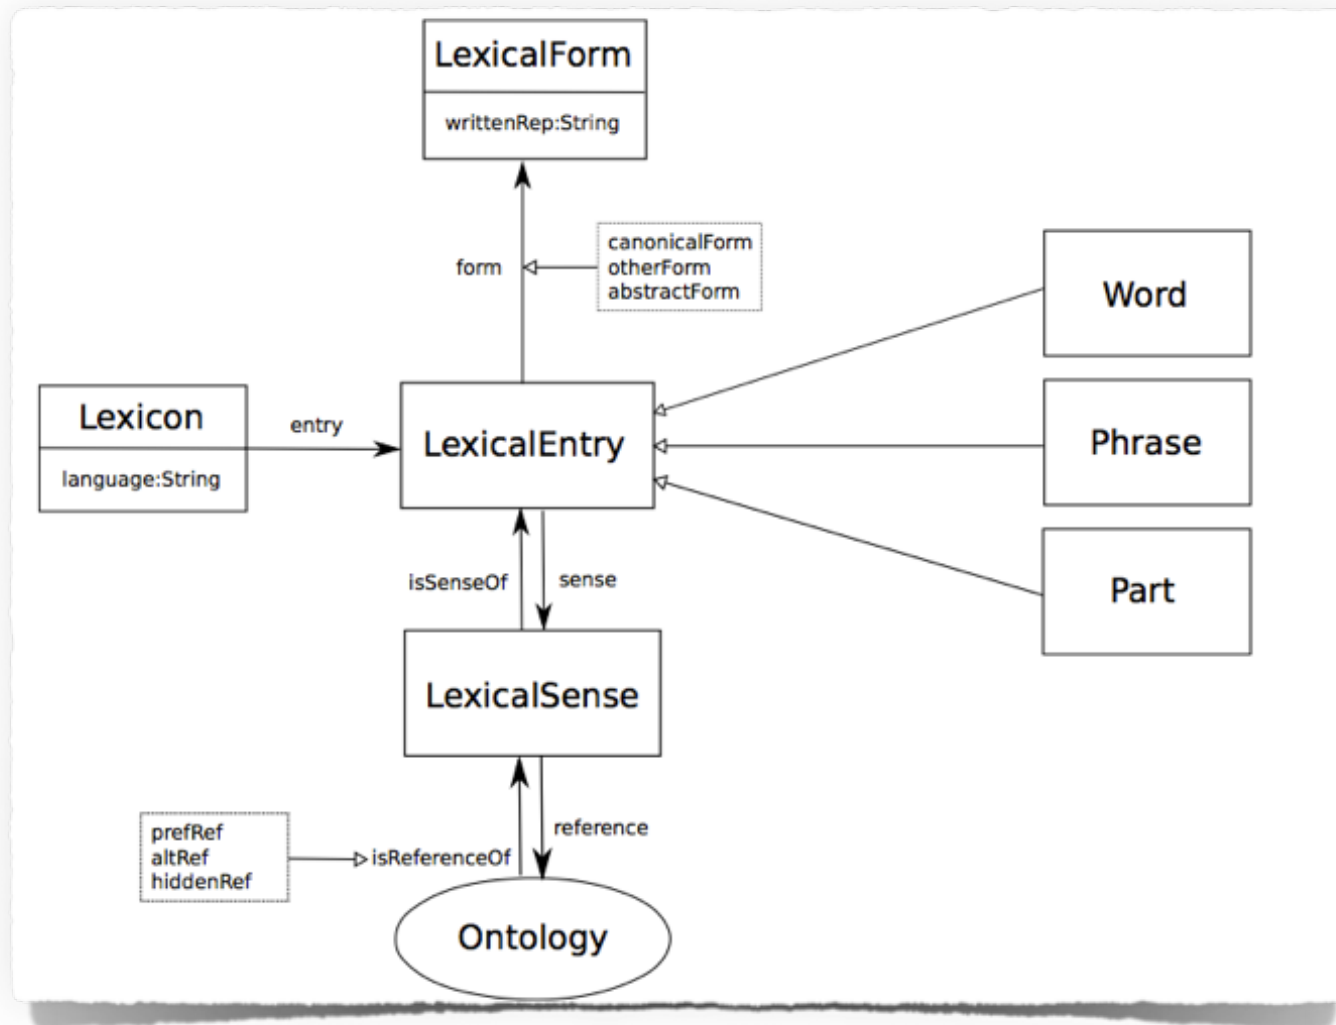 LexicalForm
writtenRep:String
form
canonicalForm
otherForm
abstractForm
Word
Lexicon
language:String
entry
LexicalEntry
Phrase
isSenseOf
sense
Part
LexicalSense
prefRef
altRef
hiddenRef
isReferenceOf
reference
Ontology